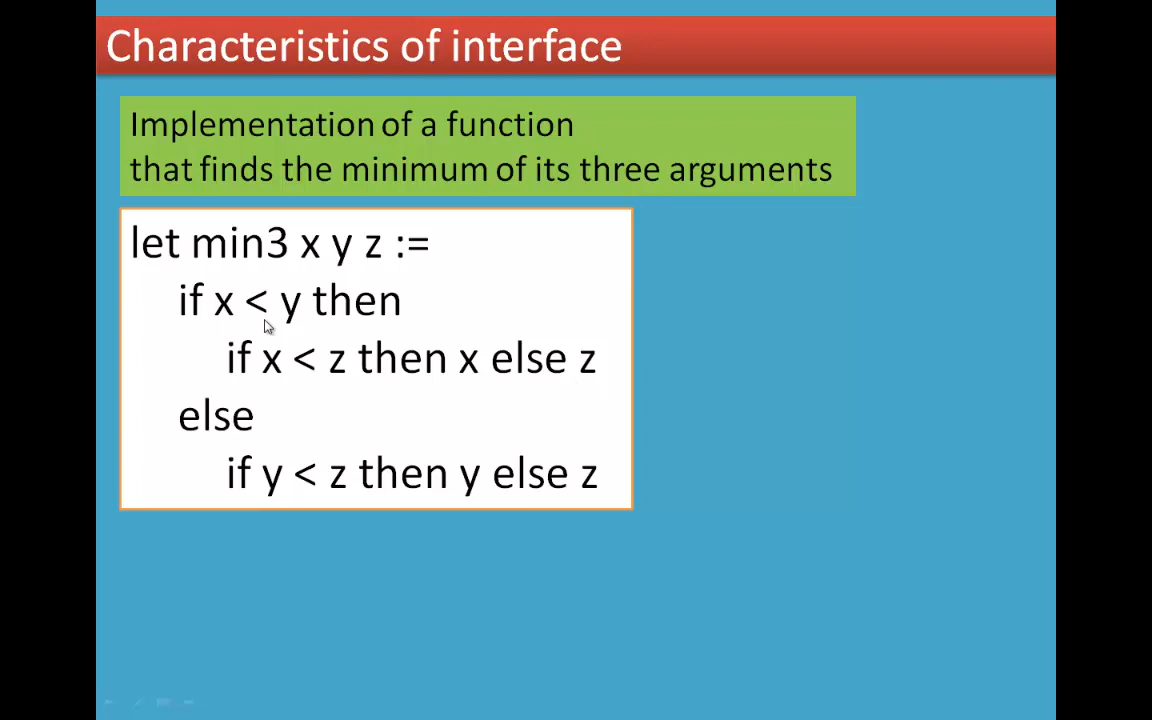 Characteristics of interface
Implementation of a function
that finds the minimum of its three arguments
let min3 x y z :=
if x < y then
if x < z then x else z
else
if y < z then y else z